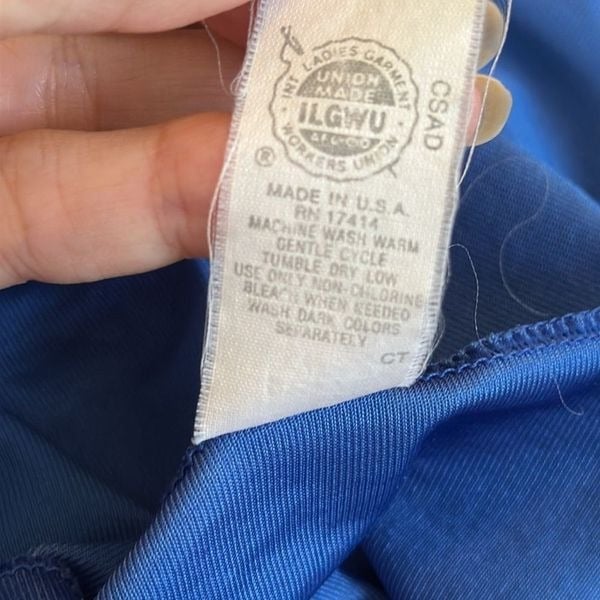 INT LADIES GARMENT
UNION
MADE
ILGWU
AFL-CIO
WORKERS UNION
®
CSAD
MADE IN U.S.A.
RN 17414
MACHINE WASH WARM
GENTLE CYCLE
TUMBLE DRY LOW
USE ONLY NON-CHLORINE
BLEACH WHEN NEEDED
WASH DARK COLORS
SEPARATELY
CT